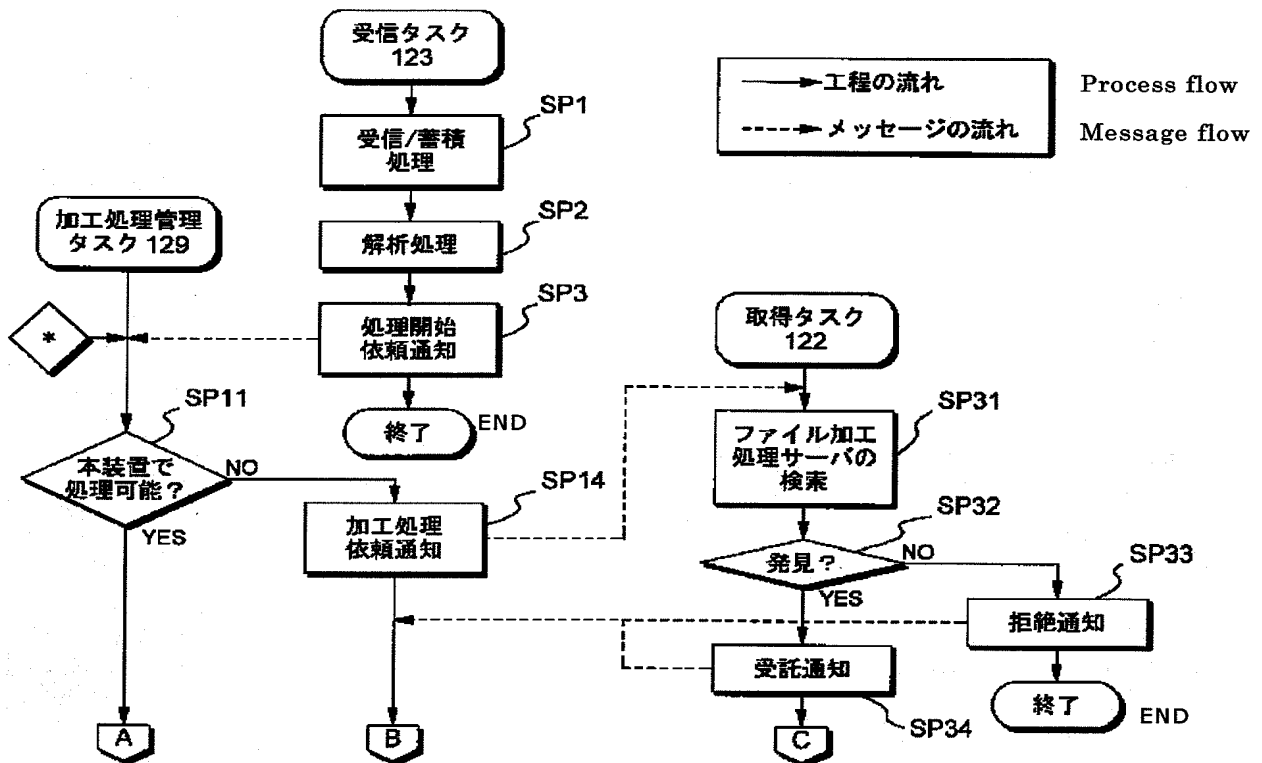 受信タスク
123
工程の流れ
Process flow
メッセージの流れ
Message flow
SP1
受信/蓄積
処理
加工処理管理
タスク 129
SP2
解析処理
SP3
処理開始
依頼通知
*
取得タスク
122
SP11
終了
END
SP31
ファイル加工
処理サーバの
検索
本装置で
処理可能？
NO
YES
SP14
加工処理
依頼通知
SP32
発見？
NO
YES
SP33
拒絶通知
受託通知
SP34
終了
END
A
B
C